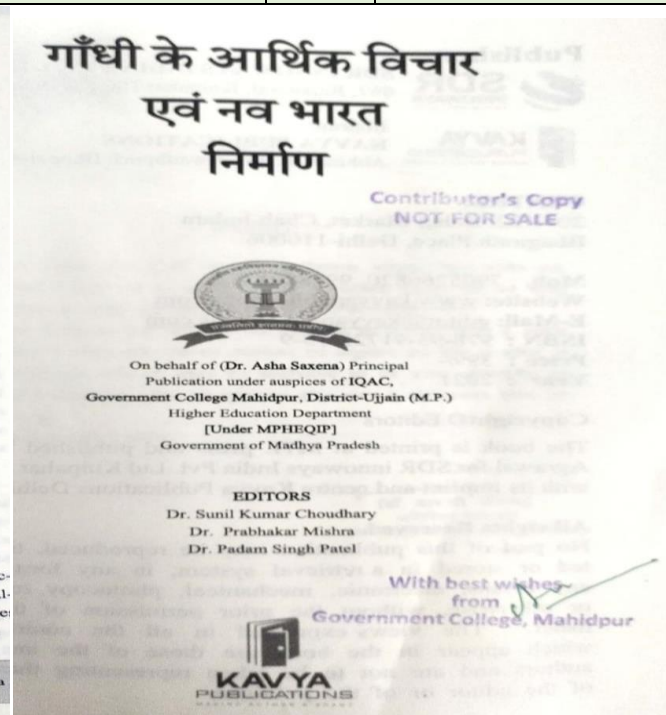 गाँधी के आर्थिक विचार
एवं नव भारत
निर्माण
Contributor's Copy
NOT FOR SALE
On behalf of (Dr. Asha Saxena) Principal
Publication under auspices of IQAC,
Government College Mahidpur, District-Ujjain (M.P.)
Higher Education Department
[Under MPHEQIP]
Government of Madhya Pradesh
EDITORS
Dr. Sunil Kumar Choudhary
Dr. Prabhakar Mishra
Dr. Padam Singh Patel
With best wishes
from
Government College, Mahidpur
KAVYA
PUBLICATIONS